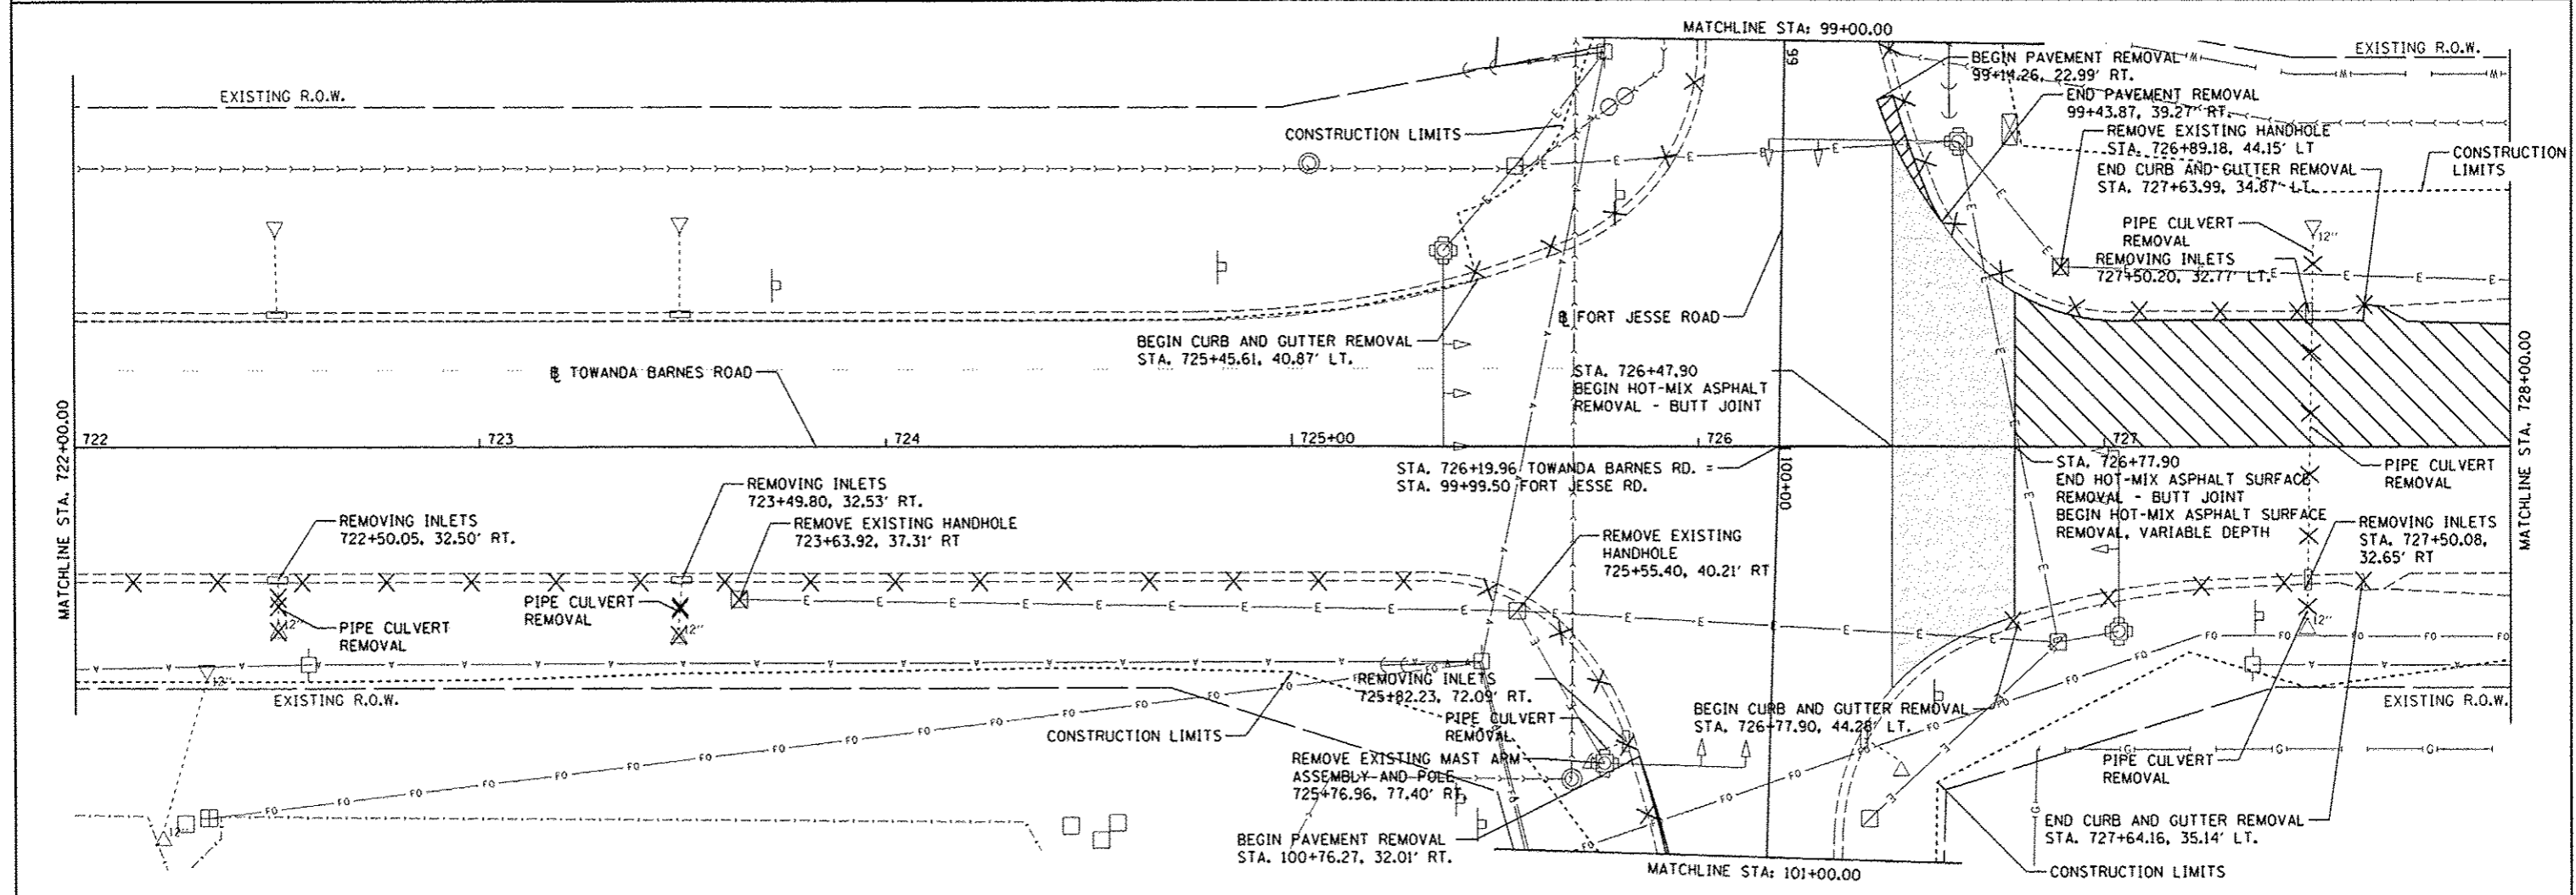 MATCHLINE STA: 99+00.00
EXISTING R.O.W.
EXISTING R.O.W.
BEGIN PAVEMENT REMOVAL
99+14.26, 22.99' RT.
END PAVEMENT REMOVAL
99+43.87, 39.27' RT.
REMOVE EXISTING HANDHOLE
STA. 726+89.18, 44.15' LT
END CURB AND GUTTER REMOVAL
STA. 727+63.99, 34.87' LT.
CONSTRUCTION
LIMITS
CONSTRUCTION LIMITS
99
PIPE CULVERT
REMOVAL
12"
REMOVING INLETS
727+50.20, 32.77' LT.
℄ FORT JESSE ROAD
BEGIN CURB AND GUTTER REMOVAL
STA. 725+45.61, 40.87' LT.
℄ TOWANDA BARNES ROAD
STA. 726+47.90
BEGIN HOT-MIX ASPHALT
REMOVAL - BUTT JOINT
MATCHLINE STA. 722+00.00
722
723
724
725+00
726
727
MATCHLINE STA. 728+00.00
STA. 726+19.96 TOWANDA BARNES RD. =
STA. 99+99.50 FORT JESSE RD.
100+00
STA. 726+77.90
END HOT-MIX ASPHALT SURFACE
REMOVAL - BUTT JOINT
BEGIN HOT-MIX ASPHALT SURFACE
REMOVAL, VARIABLE DEPTH
PIPE CULVERT
REMOVAL
REMOVING INLETS
723+49.80, 32.53' RT.
REMOVE EXISTING HANDHOLE
723+63.92, 37.31' RT
REMOVING INLETS
722+50.05, 32.50' RT.
REMOVE EXISTING
HANDHOLE
725+55.40, 40.21' RT
REMOVING INLETS
STA. 727+50.08,
32.65' RT
PIPE CULVERT
REMOVAL
12"
PIPE CULVERT
REMOVAL
12"
12"
12"
EXISTING R.O.W.
REMOVING INLETS
725+82.23, 72.09' RT.
PIPE CULVERT
REMOVAL
BEGIN CURB AND GUTTER REMOVAL
STA. 726+77.90, 44.28' LT.
EXISTING R.O.W.
CONSTRUCTION LIMITS
REMOVE EXISTING MAST ARM
ASSEMBLY AND POLE
725+76.96, 77.40' RT.
PIPE CULVERT
REMOVAL
12"
BEGIN PAVEMENT REMOVAL
STA. 100+76.27, 32.01' RT.
END CURB AND GUTTER REMOVAL
STA. 727+64.16, 35.14' LT.
MATCHLINE STA: 101+00.00
CONSTRUCTION LIMITS